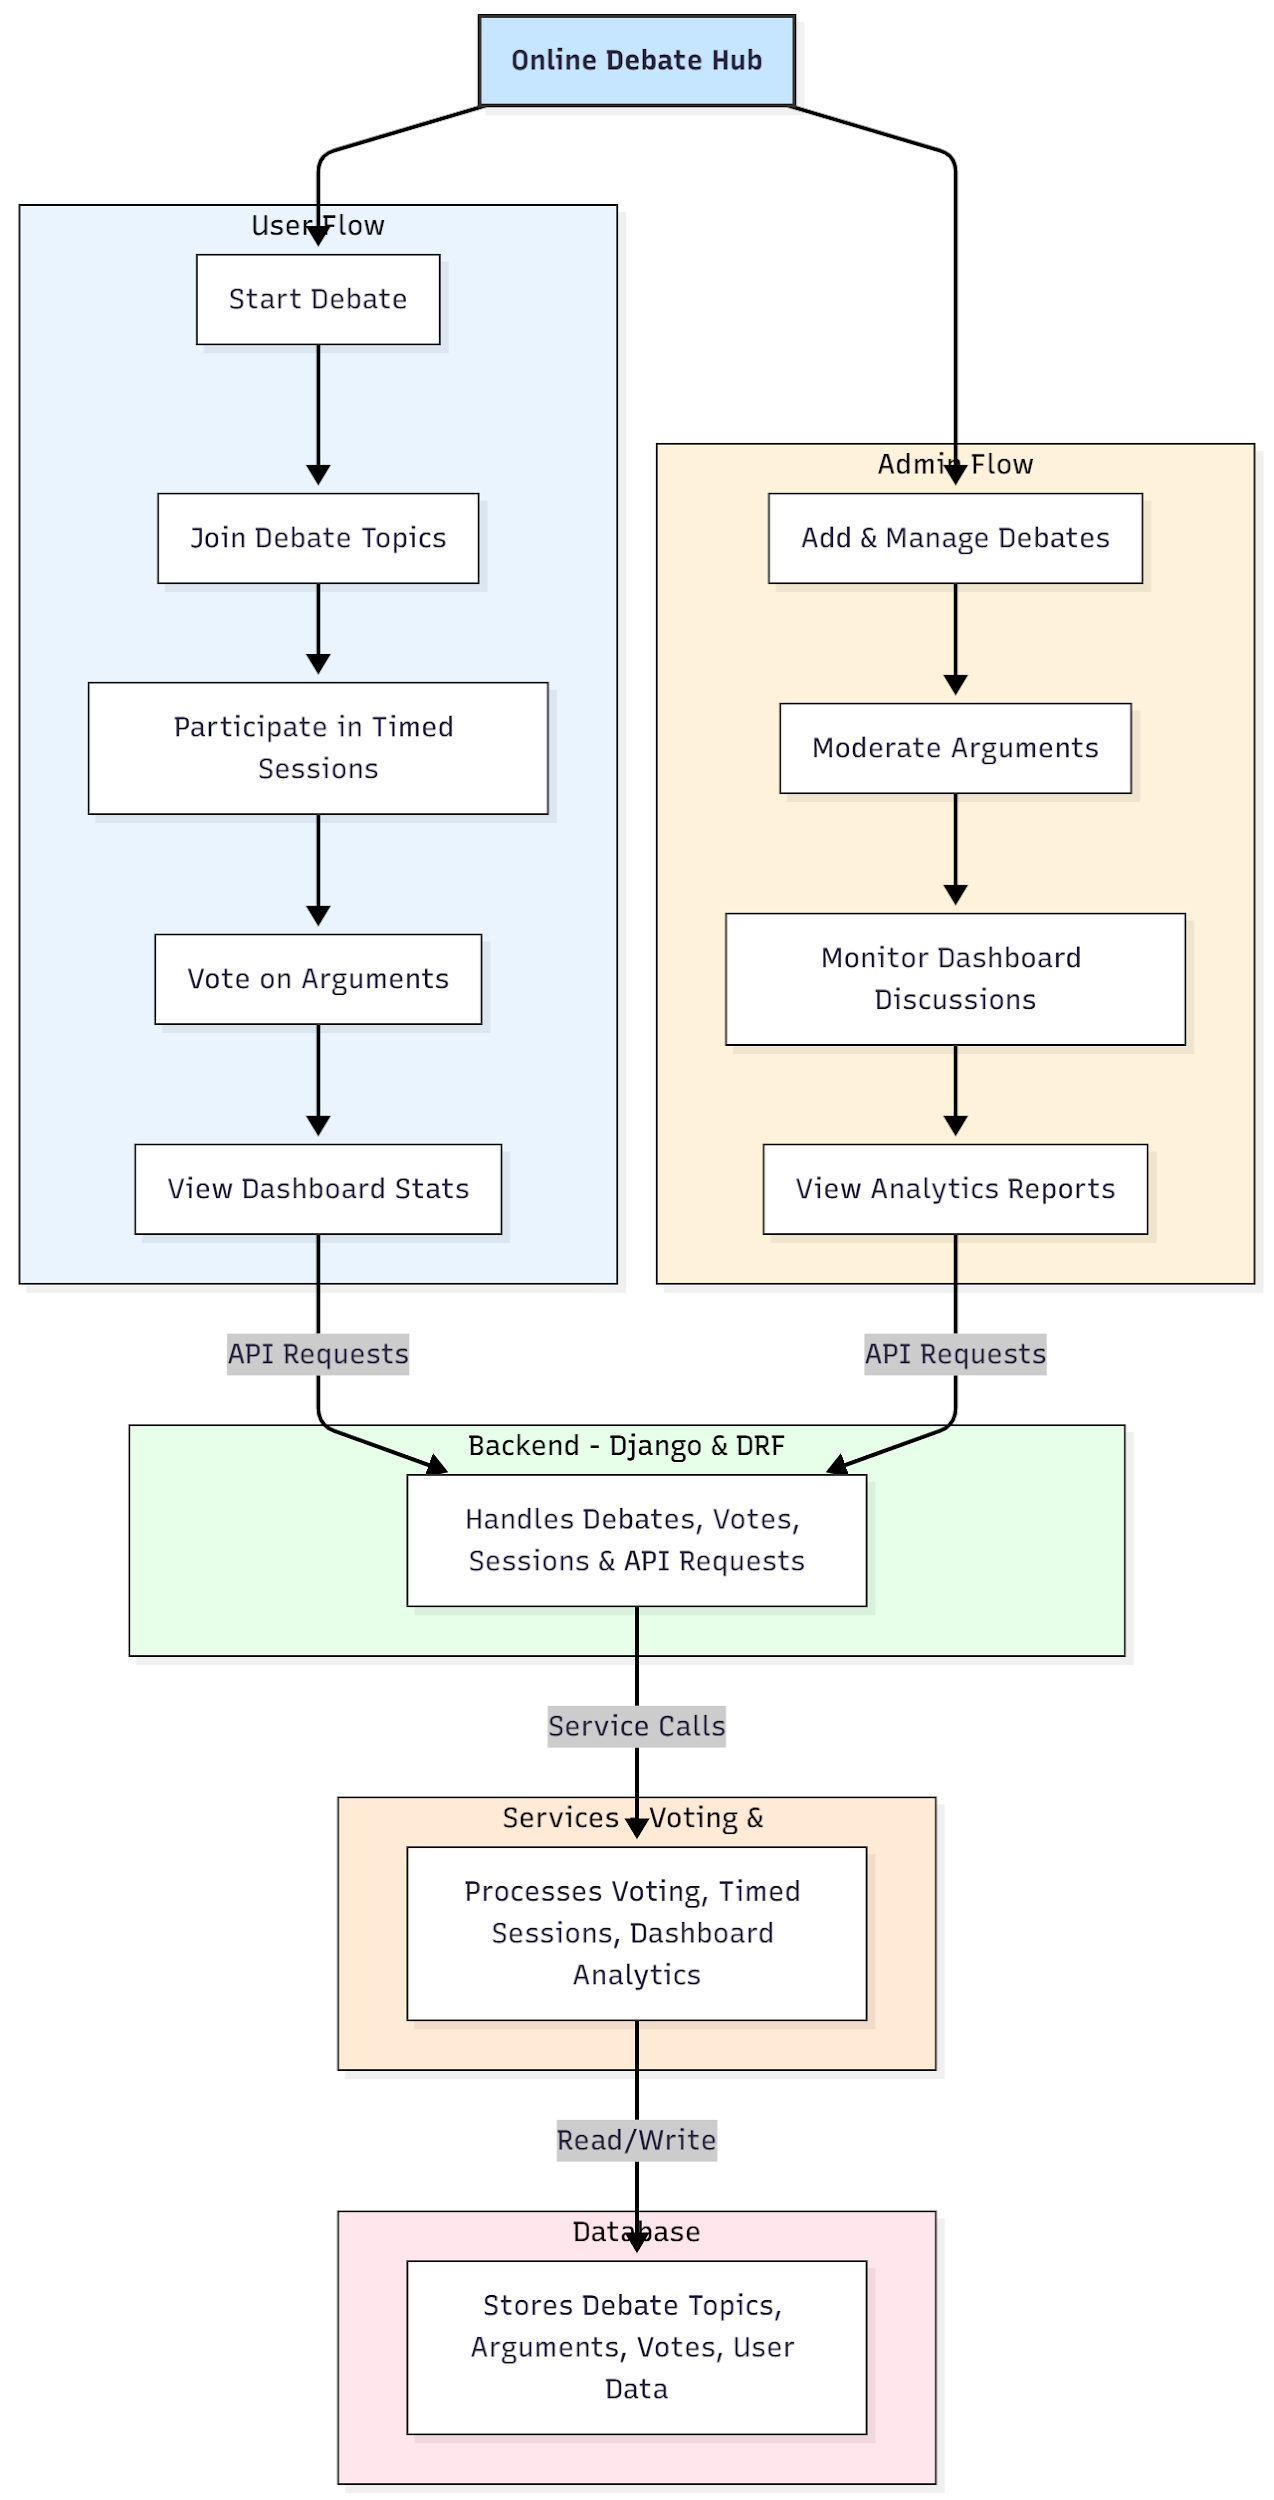 Online Debate Hub
User Flow
Start Debate
Join Debate Topics
Participate in Timed
Sessions
Vote on Arguments
View Dashboard Stats
Admin Flow
Add & Manage Debates
Moderate Arguments
Monitor Dashboard
Discussions
View Analytics Reports
API Requests
API Requests
Backend - Django & DRF
Handles Debates, Votes,
Sessions & API Requests
Service Calls
Services - Voting &
Processes Voting, Timed
Sessions, Dashboard
Analytics
Read/Write
Database
Stores Debate Topics,
Arguments, Votes, User
Data